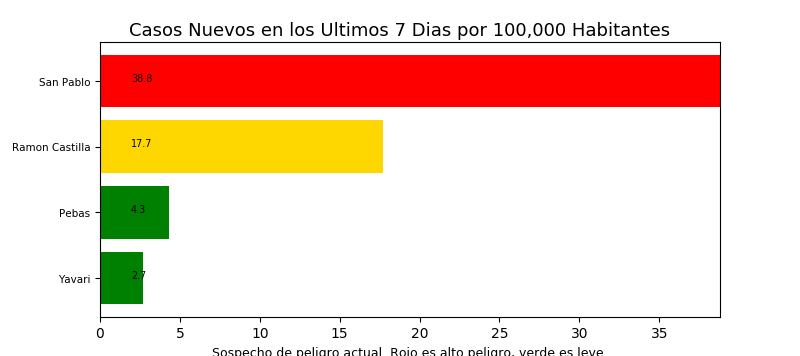 Casos Nuevos en los Ultimos 7 Dias por 100,000 Habitantes
San Pablo 38.8
Ramon Castilla 17.7
Pebas 4.3
Yavari 2.7
0 5 10 15 20 25 30 35
Sospecho de peligro actual. Rojo es alto peligro, verde es leve